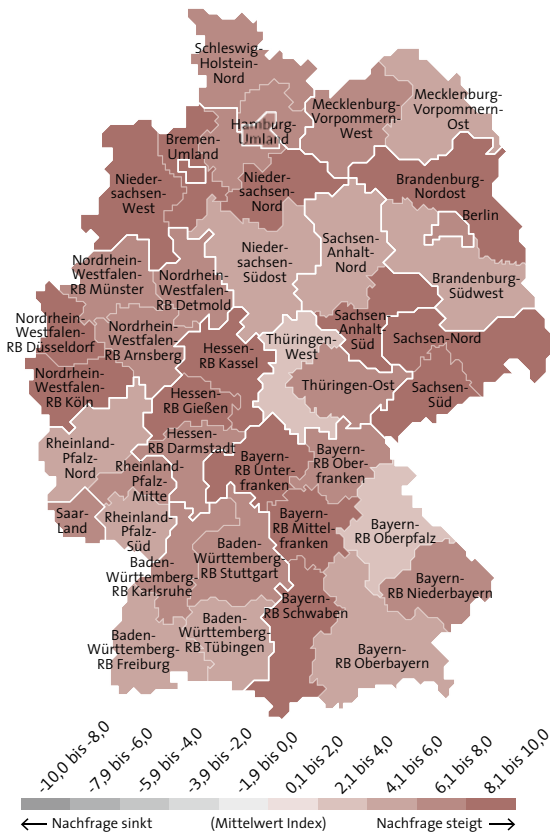 Schleswig-
Holstein-
Nord
Mecklenburg-
Vorpommern-
Ost
Mecklenburg-
Vorpommern-
West
Hamburg-
Umland
Bremen-
Umland
Nieder-
sachsen-
West
Nieder-
sachsen-
Nord
Brandenburg-
Nordost
Berlin
Nieder-
sachsen-
Südost
Sachsen-
Anhalt-
Nord
Brandenburg-
Südwest
Nordrhein-
Westfalen-
RB Münster
Nordrhein-
Westfalen-
RB Detmold
Nordrhein-
Westfalen-
RB Düsseldorf
Nordrhein-
Westfalen-
RB Arnsberg
Sachsen-
Anhalt-
Süd
Sachsen-Nord
Thüringen-
West
Hessen-
RB Kassel
Nordrhein-
Westfalen-
RB Köln
Thüringen-Ost
Sachsen-
Süd
Hessen-
RB Gießen
Hessen-
RB Darmstadt
Rheinland-
Pfalz-
Nord
Rheinland-
Pfalz-
Mitte
Bayern-
RB Unter-
franken
Bayern-
RB Ober-
franken
Saar-
Land
Rheinland-
Pfalz-
Süd
Bayern-
RB Mittel-
franken
Bayern-
RB Oberpfalz
Baden-
Württemberg-
RB Stuttgart
Baden-
Württemberg-
RB Karlsruhe
Bayern-
RB Niederbayern
Bayern-
RB Schwaben
Baden-
Württemberg-
RB Tübingen
Baden-
Württemberg-
RB Freiburg
Bayern-
RB Oberbayern
-10,0 bis -8,0
-7,9 bis -6,0
-5,9 bis -4,0
-3,9 bis -2,0
-1,9 bis 0,0
0,1 bis 2,0
2,1 bis 4,0
4,1 bis 6,0
6,1 bis 8,0
8,1 bis 10,0
← Nachfrage sinkt (Mittelwert Index) Nachfrage steigt →